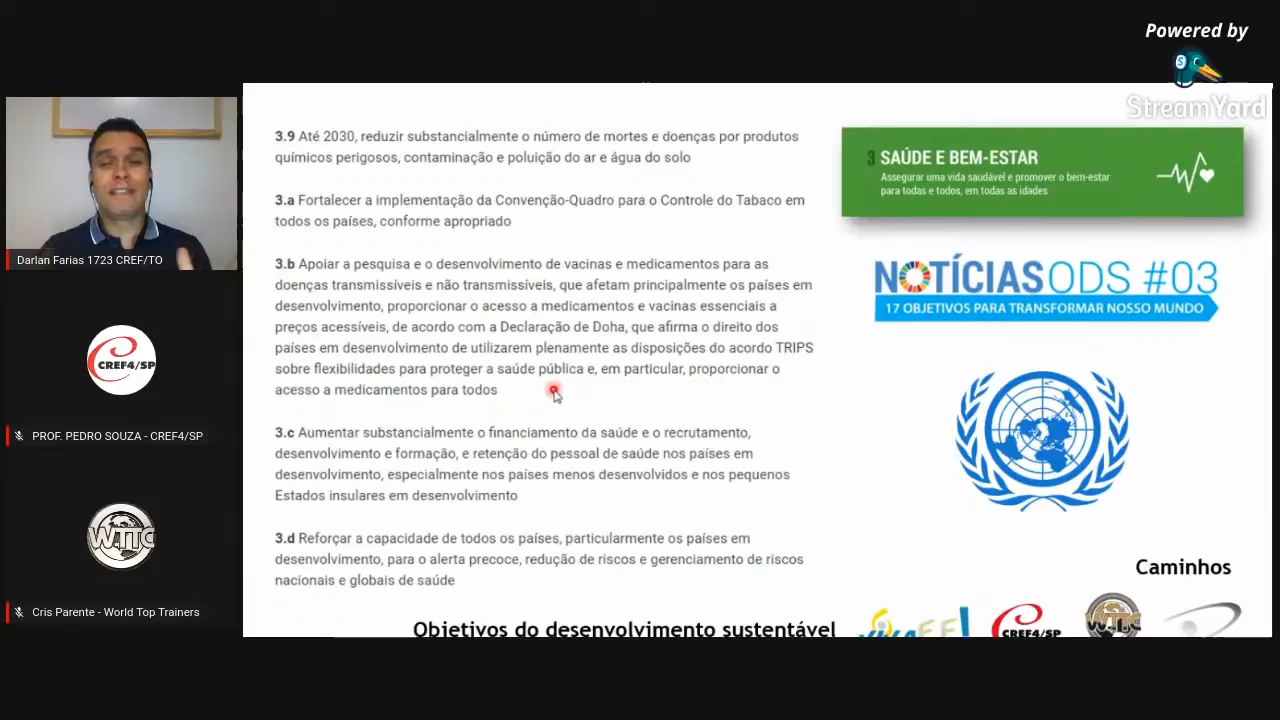 Powered by
StreamYard
Darlan Farias 1723 CREF/TO
CREF4/SP
PROF. PEDRO SOUZA - CREF4/SP
WTTC
Cris Parente - World Top Trainers
3.9 Até 2030, reduzir substancialmente o número de mortes e doenças por produtos
químicos perigosos, contaminação e poluição do ar e água do solo
3.a Fortalecer a implementação da Convenção-Quadro para o Controle do Tabaco em
todos os países, conforme apropriado
3.b Apoiar a pesquisa e o desenvolvimento de vacinas e medicamentos para as
doenças transmissíveis e não transmissíveis, que afetam principalmente os países em
desenvolvimento, proporcionar o acesso a medicamentos e vacinas essenciais a
preços acessíveis, de acordo com a Declaração de Doha, que afirma o direito dos
países em desenvolvimento de utilizarem plenamente as disposições do acordo TRIPS
sobre flexibilidades para proteger a saúde pública e, em particular, proporcionar o
acesso a medicamentos para todos
3.c Aumentar substancialmente o financiamento da saúde e o recrutamento,
desenvolvimento e formação, e retenção do pessoal de saúde nos países em
desenvolvimento, especialmente nos países menos desenvolvidos e nos pequenos
Estados insulares em desenvolvimento
3.d Reforçar a capacidade de todos os países, particularmente os países em
desenvolvimento, para o alerta precoce, redução de riscos e gerenciamento de riscos
nacionais e globais de saúde
3 SAÚDE E BEM-ESTAR
Assegurar uma vida saudável e promover o bem-estar
para todas e todos, em todas as idades
NOTÍCIAS ODS #03
17 OBJETIVOS PARA TRANSFORMAR NOSSO MUNDO
Caminhos
Objetivos do desenvolvimento sustentável
CREF4/SP
WTTC